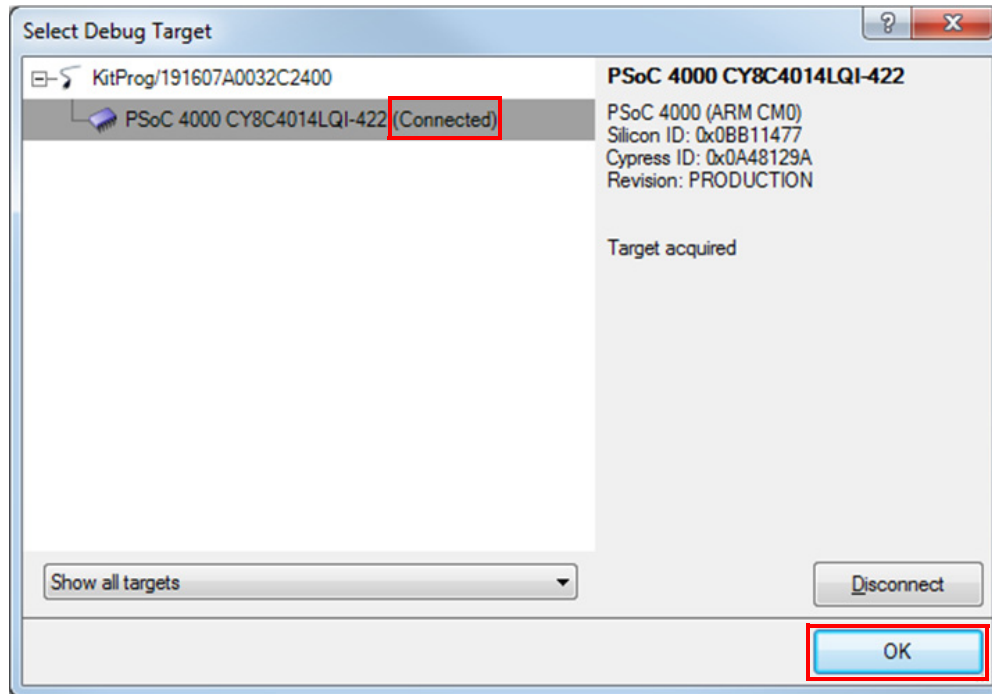 Select Debug Target
KitProg/191607A0032C2400
PSoC 4000 CY8C4014LQI-422 (Connected)
PSoC 4000 CY8C4014LQI-422
PSoC 4000 (ARM CM0)
Silicon ID: 0x0BB11477
Cypress ID: 0x0A48129A
Revision: PRODUCTION
Target acquired
Show all targets
Disconnect
OK